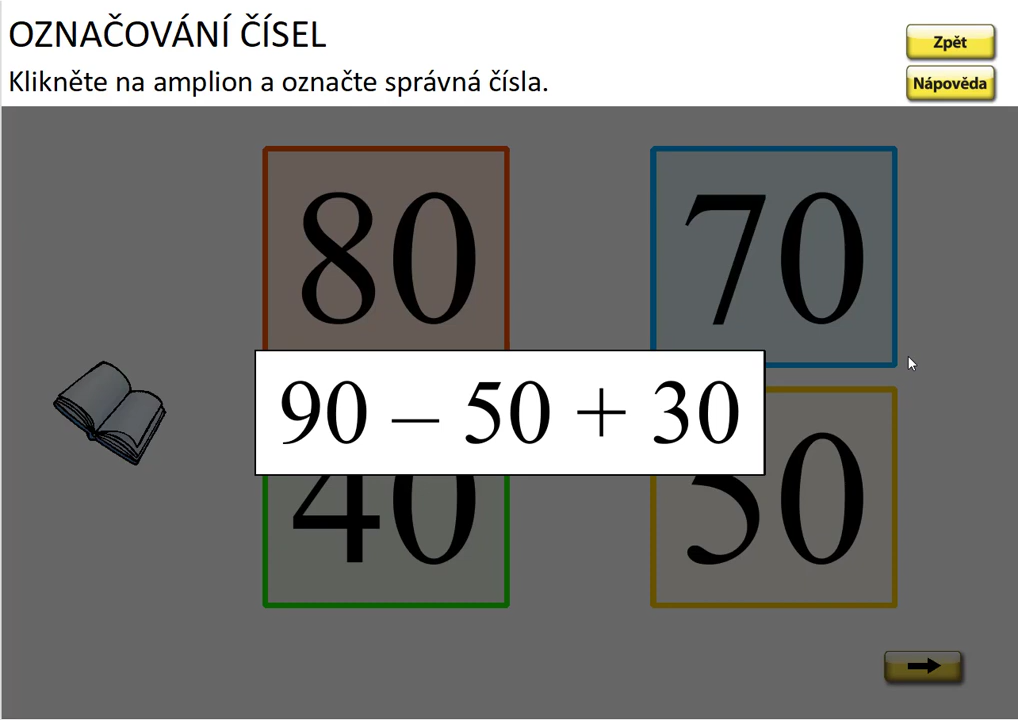 OZNAČOVÁNÍ ČÍSEL
Klikněte na amplion a označte správná čísla.
Zpět
Nápověda
80
70
90 – 50 + 30
40
50